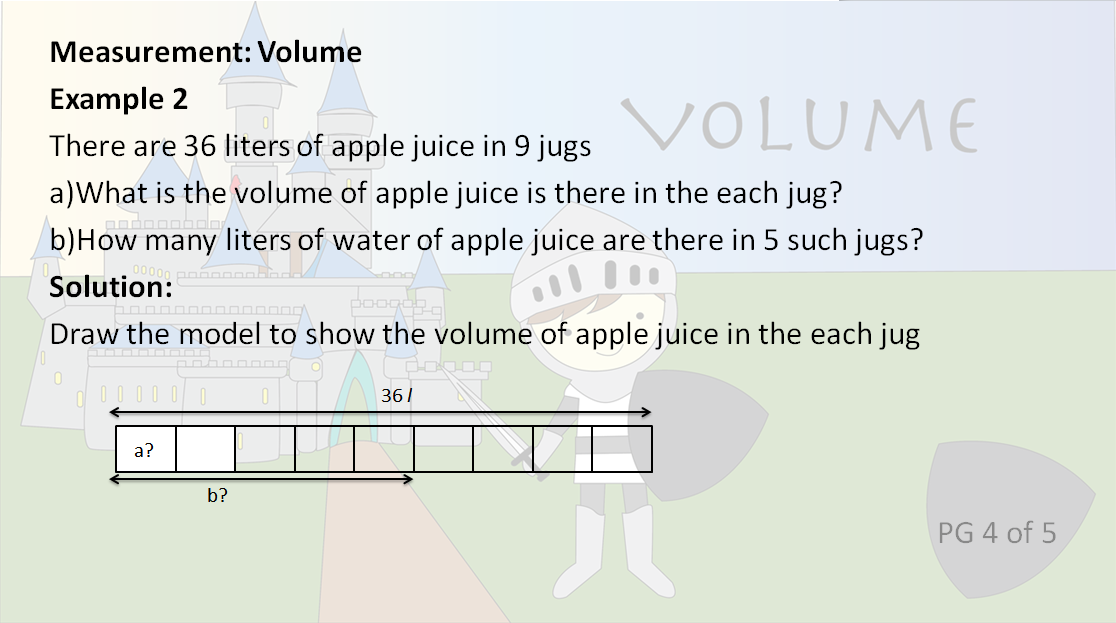 Measurement: Volume
VOLUME
Example 2
There are 36 liters of apple juice in 9 jugs
a)What is the volume of apple juice is there in the each jug?
b)How many liters of water of apple juice are there in 5 such jugs?
Solution:
Draw the model to show the volume of apple juice in the each jug
36 l
a?
b?
PG 4 of 5